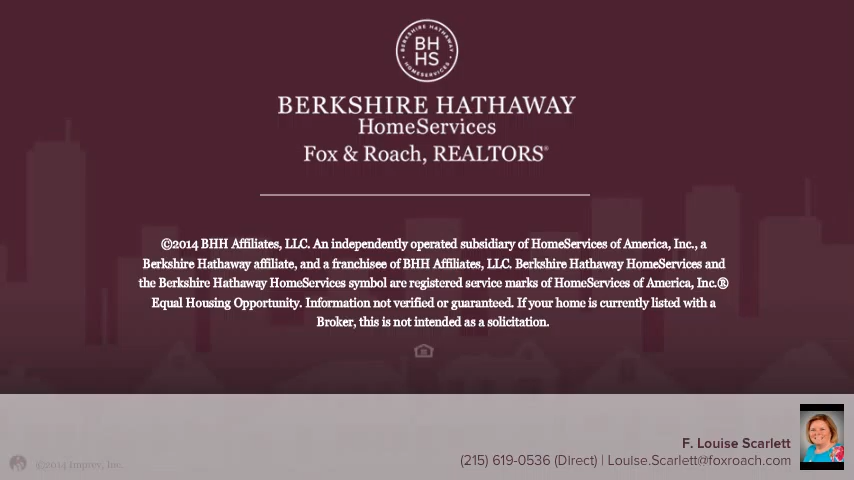 BERKSHIRE HATHAWAY
HOMESERVICES
BH
HS
BERKSHIRE HATHAWAY
HomeServices
Fox & Roach, REALTORS®
©2014 BHH Affiliates, LLC. An independently operated subsidiary of HomeServices of America, Inc., a
Berkshire Hathaway affiliate, and a franchisee of BHH Affiliates, LLC. Berkshire Hathaway HomeServices and
the Berkshire Hathaway HomeServices symbol are registered service marks of HomeServices of America, Inc.®
Equal Housing Opportunity. Information not verified or guaranteed. If your home is currently listed with a
Broker, this is not intended as a solicitation.
F. Louise Scarlett
(215) 619-0536 (Direct) | Louise.Scarlett@foxroach.com
©2014 Imprev, Inc.